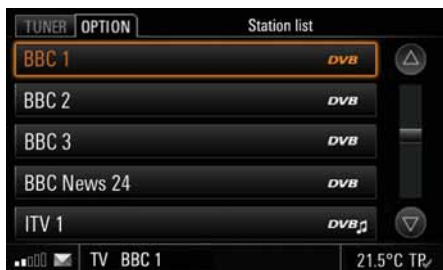 TUNER OPTION Station list
BBC 1 DVB
BBC 2 DVB
BBC 3 DVB
BBC News 24 DVB
ITV 1 DVB
TV BBC 1 21.5°C TP